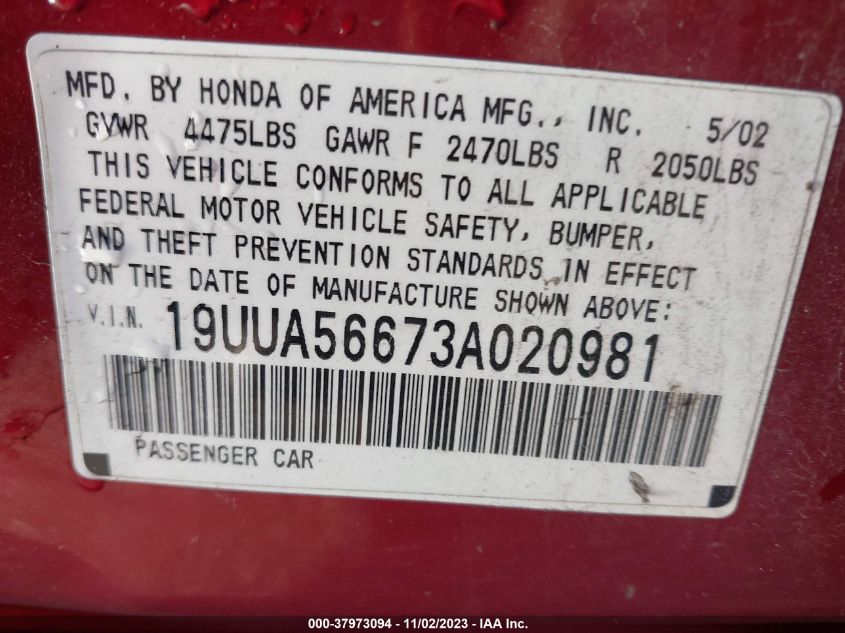 MFD. BY HONDA OF AMERICA MFG., INC. 5/02
GVWR 4475LBS GAWR F 2470LBS R 2050LBS
THIS VEHICLE CONFORMS TO ALL APPLICABLE
FEDERAL MOTOR VEHICLE SAFETY, BUMPER,
AND THEFT PREVENTION STANDARDS IN EFFECT
ON THE DATE OF MANUFACTURE SHOWN ABOVE:
V.I.N. 19UUA56673A020981
PASSENGER CAR
000-37973094 - 11/02/2023 - IAA Inc.